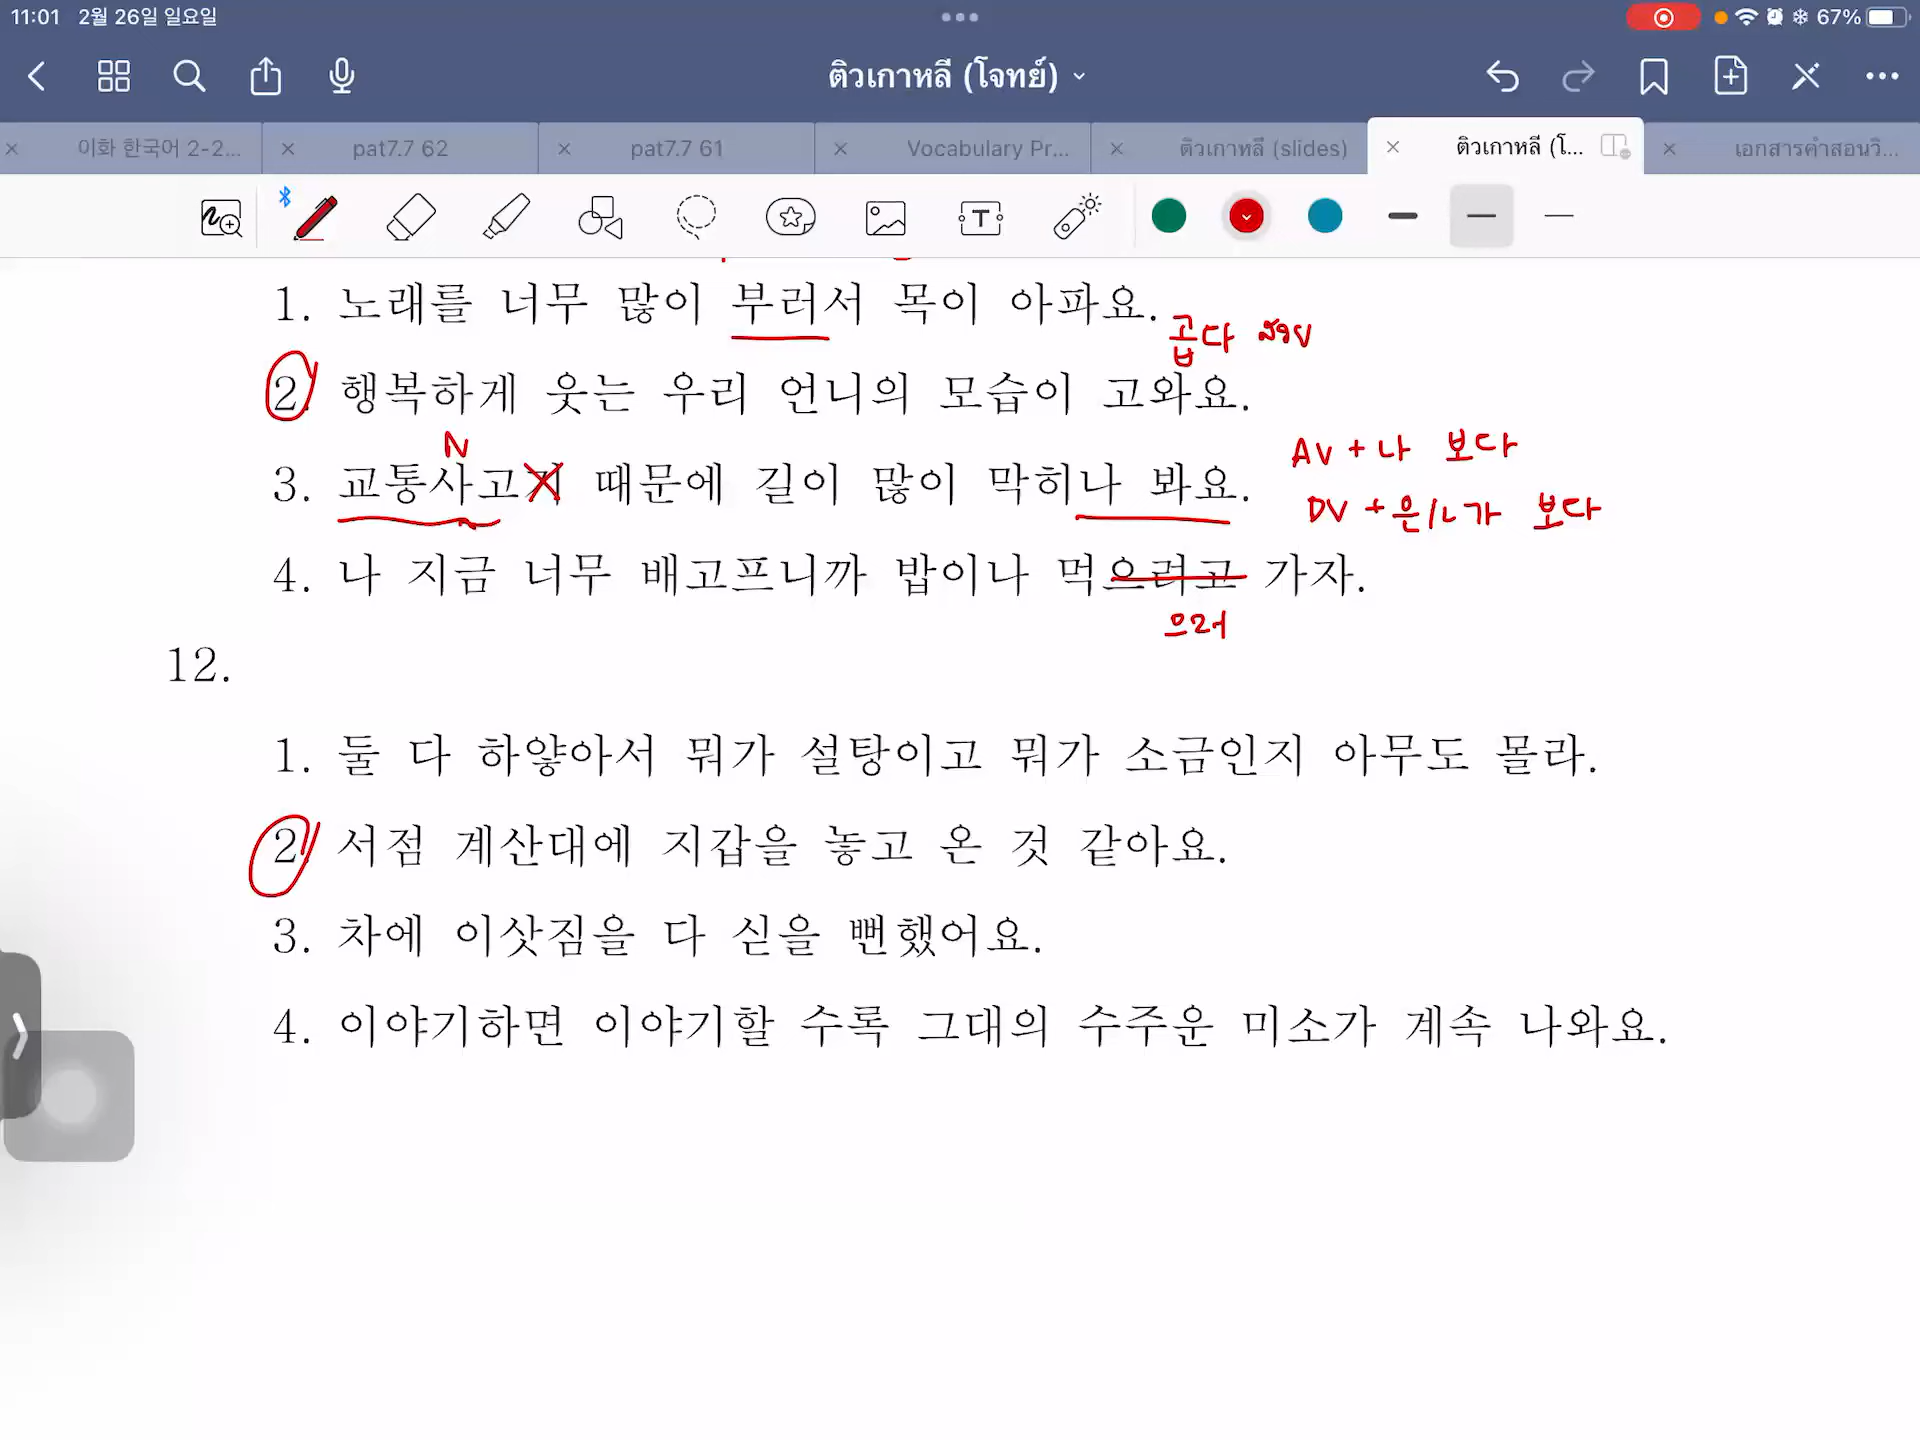 11:01 2월 26일 일요일 67%
ติวเกาหลี (โจทย์)
이화 한국어 2-2... pat7.7 62 pat7.7 61 Vocabulary Pr... ติวเกาหลี (slides) ติวเกาหลี (โ... เอกสารคำสอนวิ...
1. 노래를 너무 많이 부러서 목이 아파요.
곱다 สวย
2. 행복하게 웃는 우리 언니의 모습이 고와요.
N
AV + 나 보다
3. 교통사고기 때문에 길이 많이 막히나 봐요.
DV + 은/ㄴ가 보다
4. 나 지금 너무 배고프니까 밥이나 먹으려고 가자.
으러
12.
1. 둘 다 하얗아서 뭐가 설탕이고 뭐가 소금인지 아무도 몰라.
2. 서점 계산대에 지갑을 놓고 온 것 같아요.
3. 차에 이삿짐을 다 싣을 뻔했어요.
4. 이야기하면 이야기할 수록 그대의 수주운 미소가 계속 나와요.